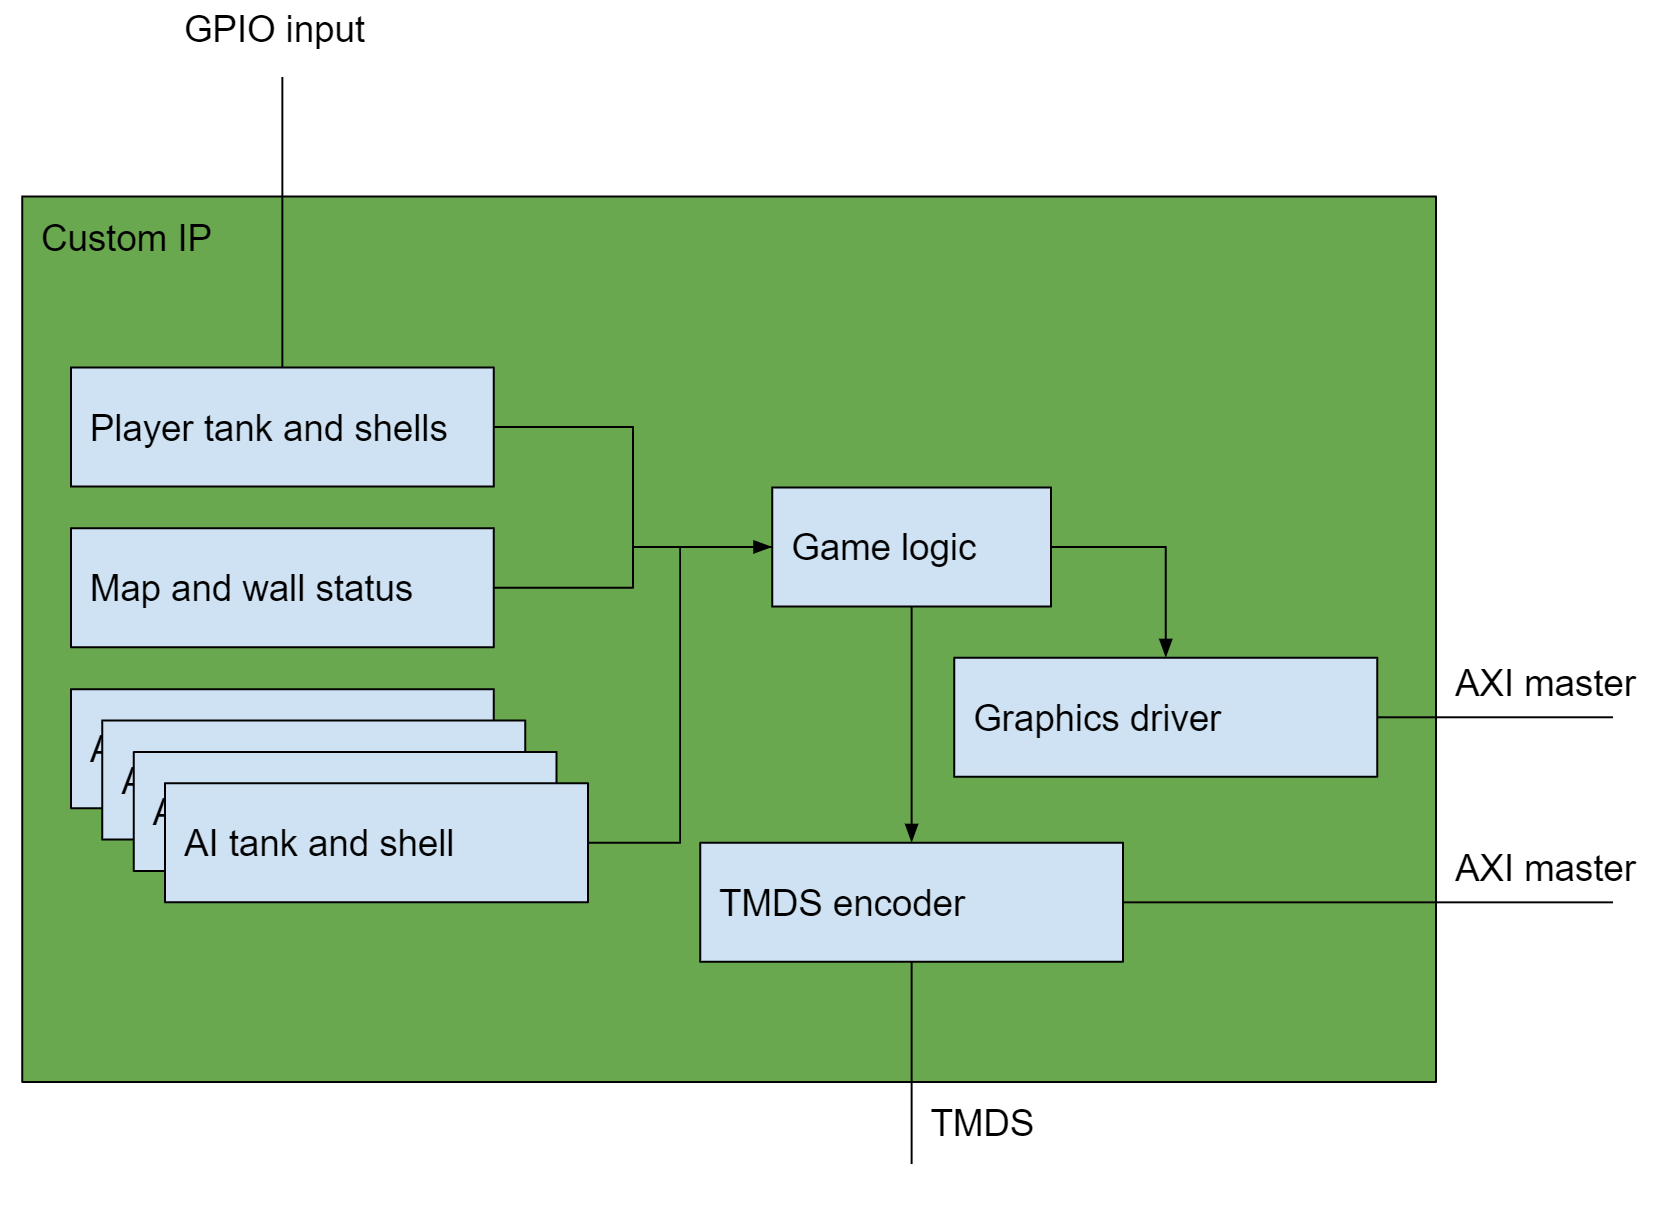 GPIO input
Custom IP
Player tank and shells
Game logic
Map and wall status
AXI master
Graphics driver
A
A
A
AI tank and shell
AXI master
TMDS encoder
TMDS